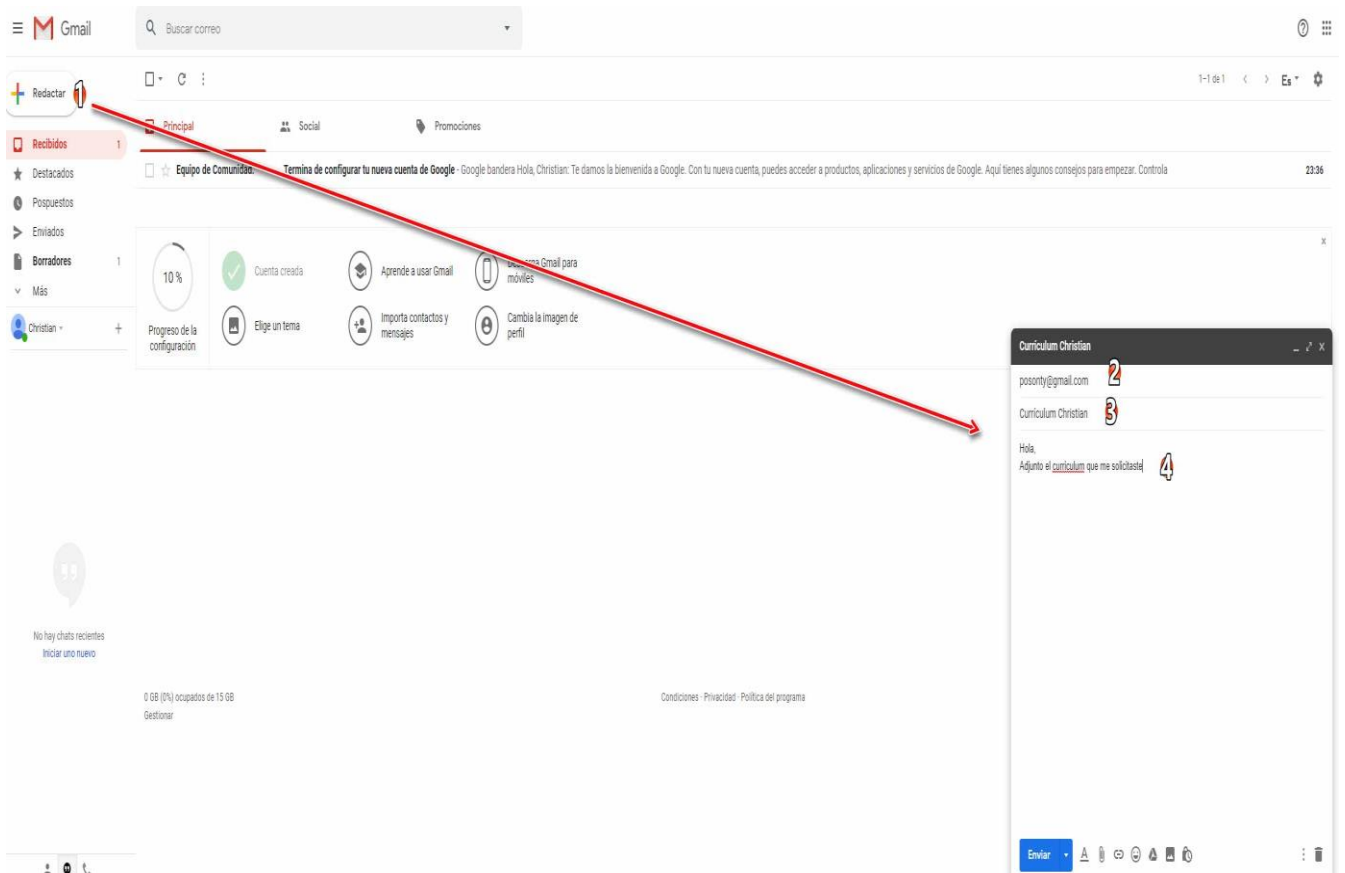 Gmail
Buscar correo
Redactar 1
1-1 de 1
Es
Principal
Social
Promociones
Recibidos 1
Equipo de Comunidad. Termina de configurar tu nueva cuenta de Google - Google bandera Hola, Christian: Te damos la bienvenida a Google. Con tu nueva cuenta, puedes acceder a productos, aplicaciones y servicios de Google. Aquí tienes algunos consejos para empezar. Controla 23:36
Destacados
Pospuestos
Enviados
Borradores 1
Más
Christian
10 %
Progreso de la
configuración
Cuenta creada
Aprende a usar Gmail
Descarga Gmail para
móviles
Elige un tema
Importa contactos y
mensajes
Cambia la imagen de
perfil
Curriculum Christian
posonty@gmail.com 2
Curriculum Christian 3
Hola,
Adjunto el curriculum que me solicitaste 4
No hay chats recientes
Iniciar uno nuevo
0 GB (0%) ocupados de 15 GB
Gestionar
Condiciones - Privacidad - Política del programa
Enviar